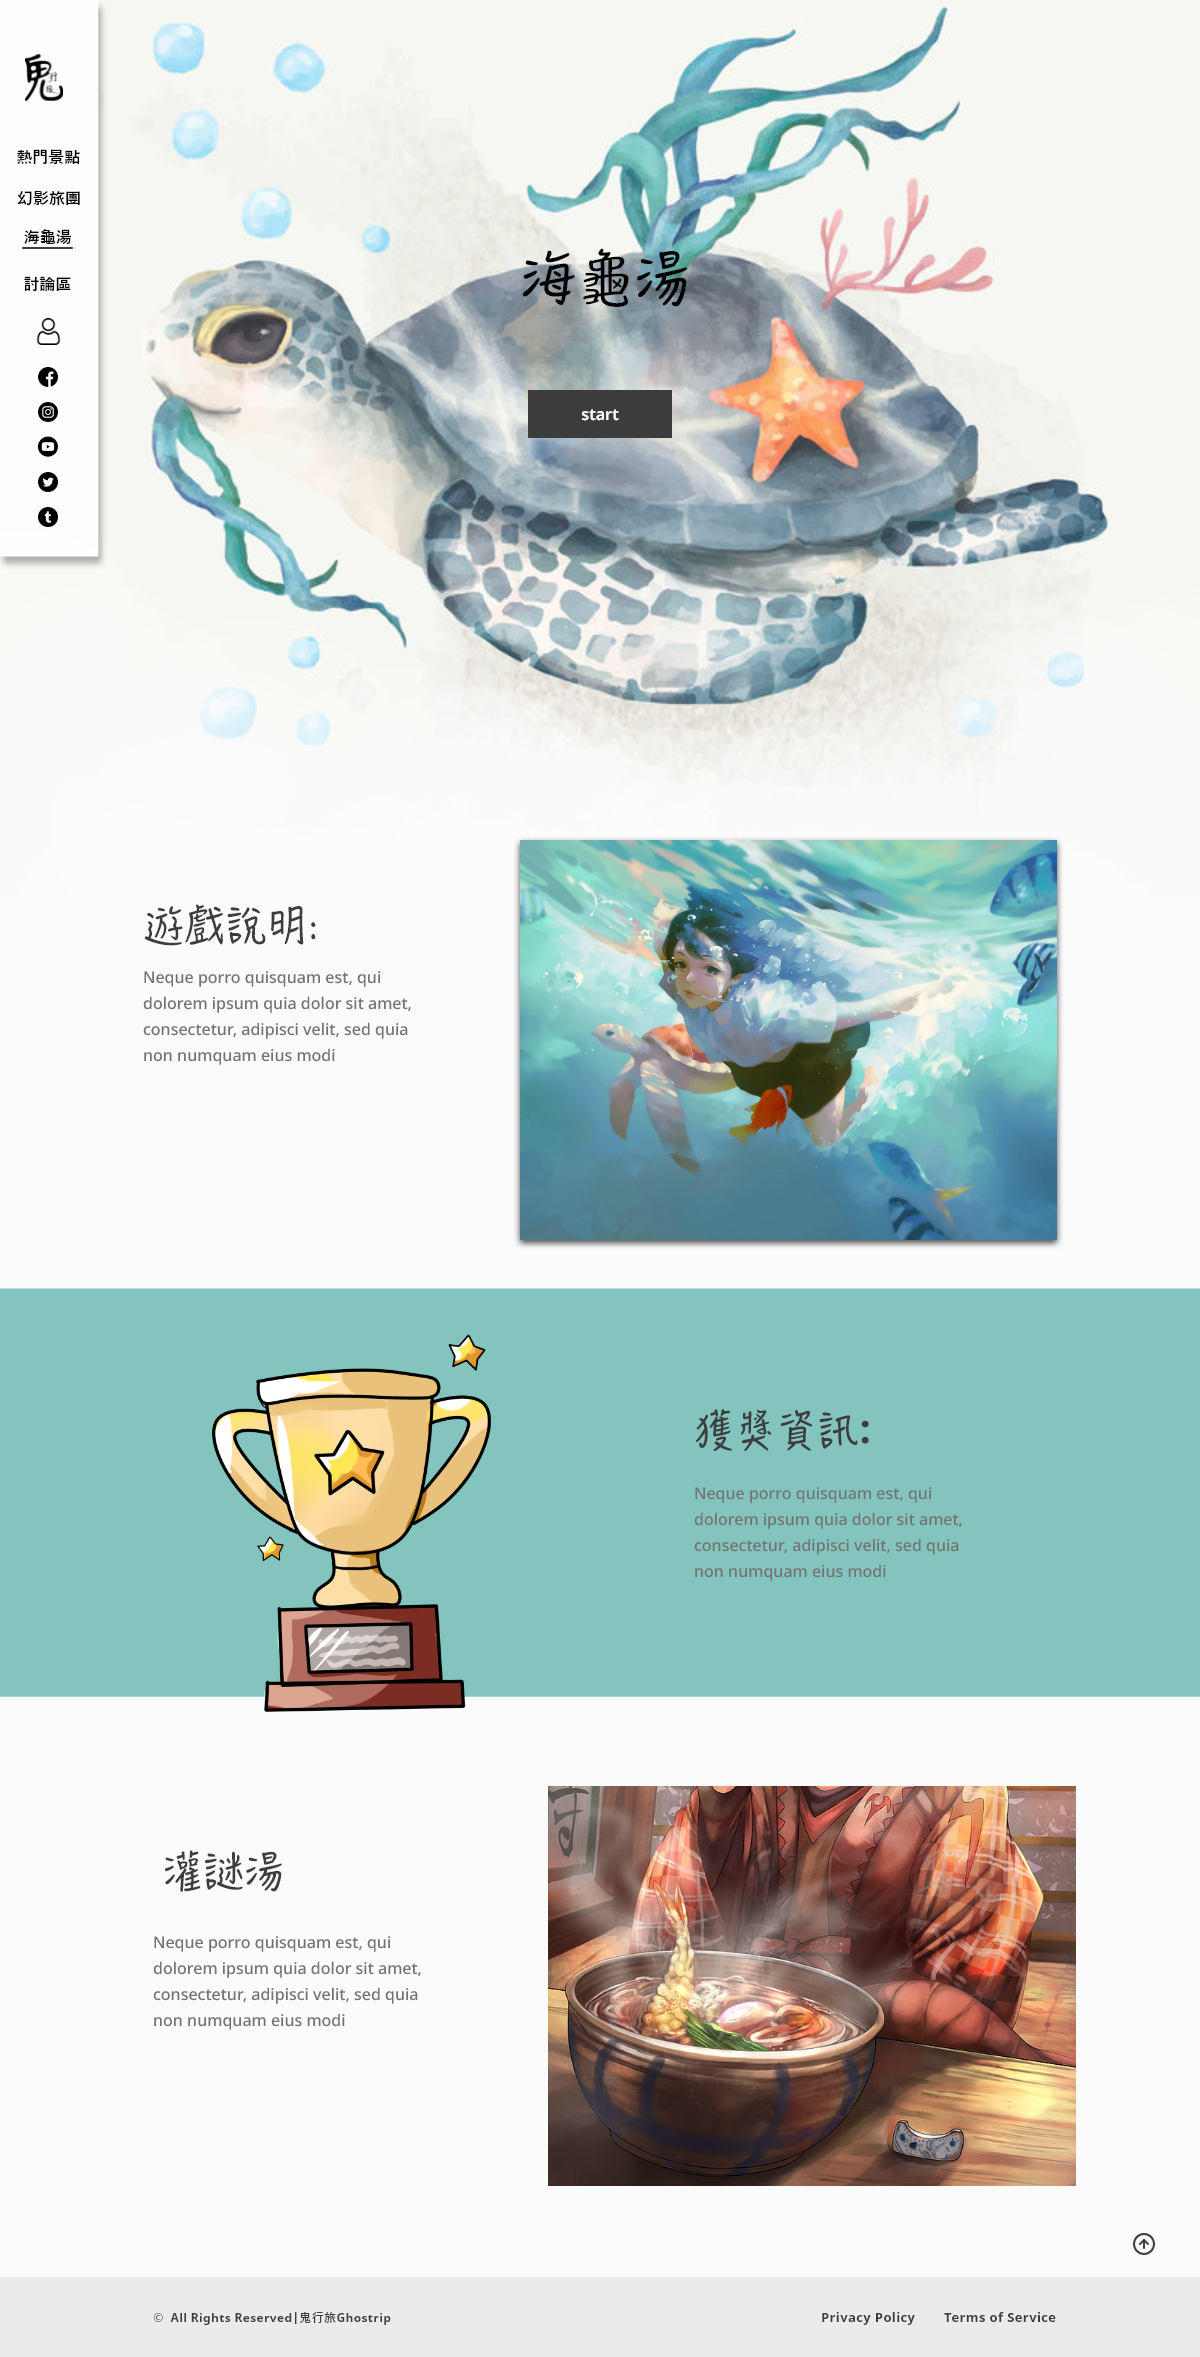 鬼
行
旅
熱門景點
幻影旅團
海龜湯
討論區
海龜湯
start
遊戲說明:
Neque porro quisquam est, qui
dolorem ipsum quia dolor sit amet,
consectetur, adipisci velit, sed quia
non numquam eius modi
獲獎資訊:
Neque porro quisquam est, qui
dolorem ipsum quia dolor sit amet,
consectetur, adipisci velit, sed quia
non numquam eius modi
灌謎湯
Neque porro quisquam est, qui
dolorem ipsum quia dolor sit amet,
consectetur, adipisci velit, sed quia
non numquam eius modi
© All Rights Reserved|鬼行旅Ghostrip
Privacy Policy
Terms of Service